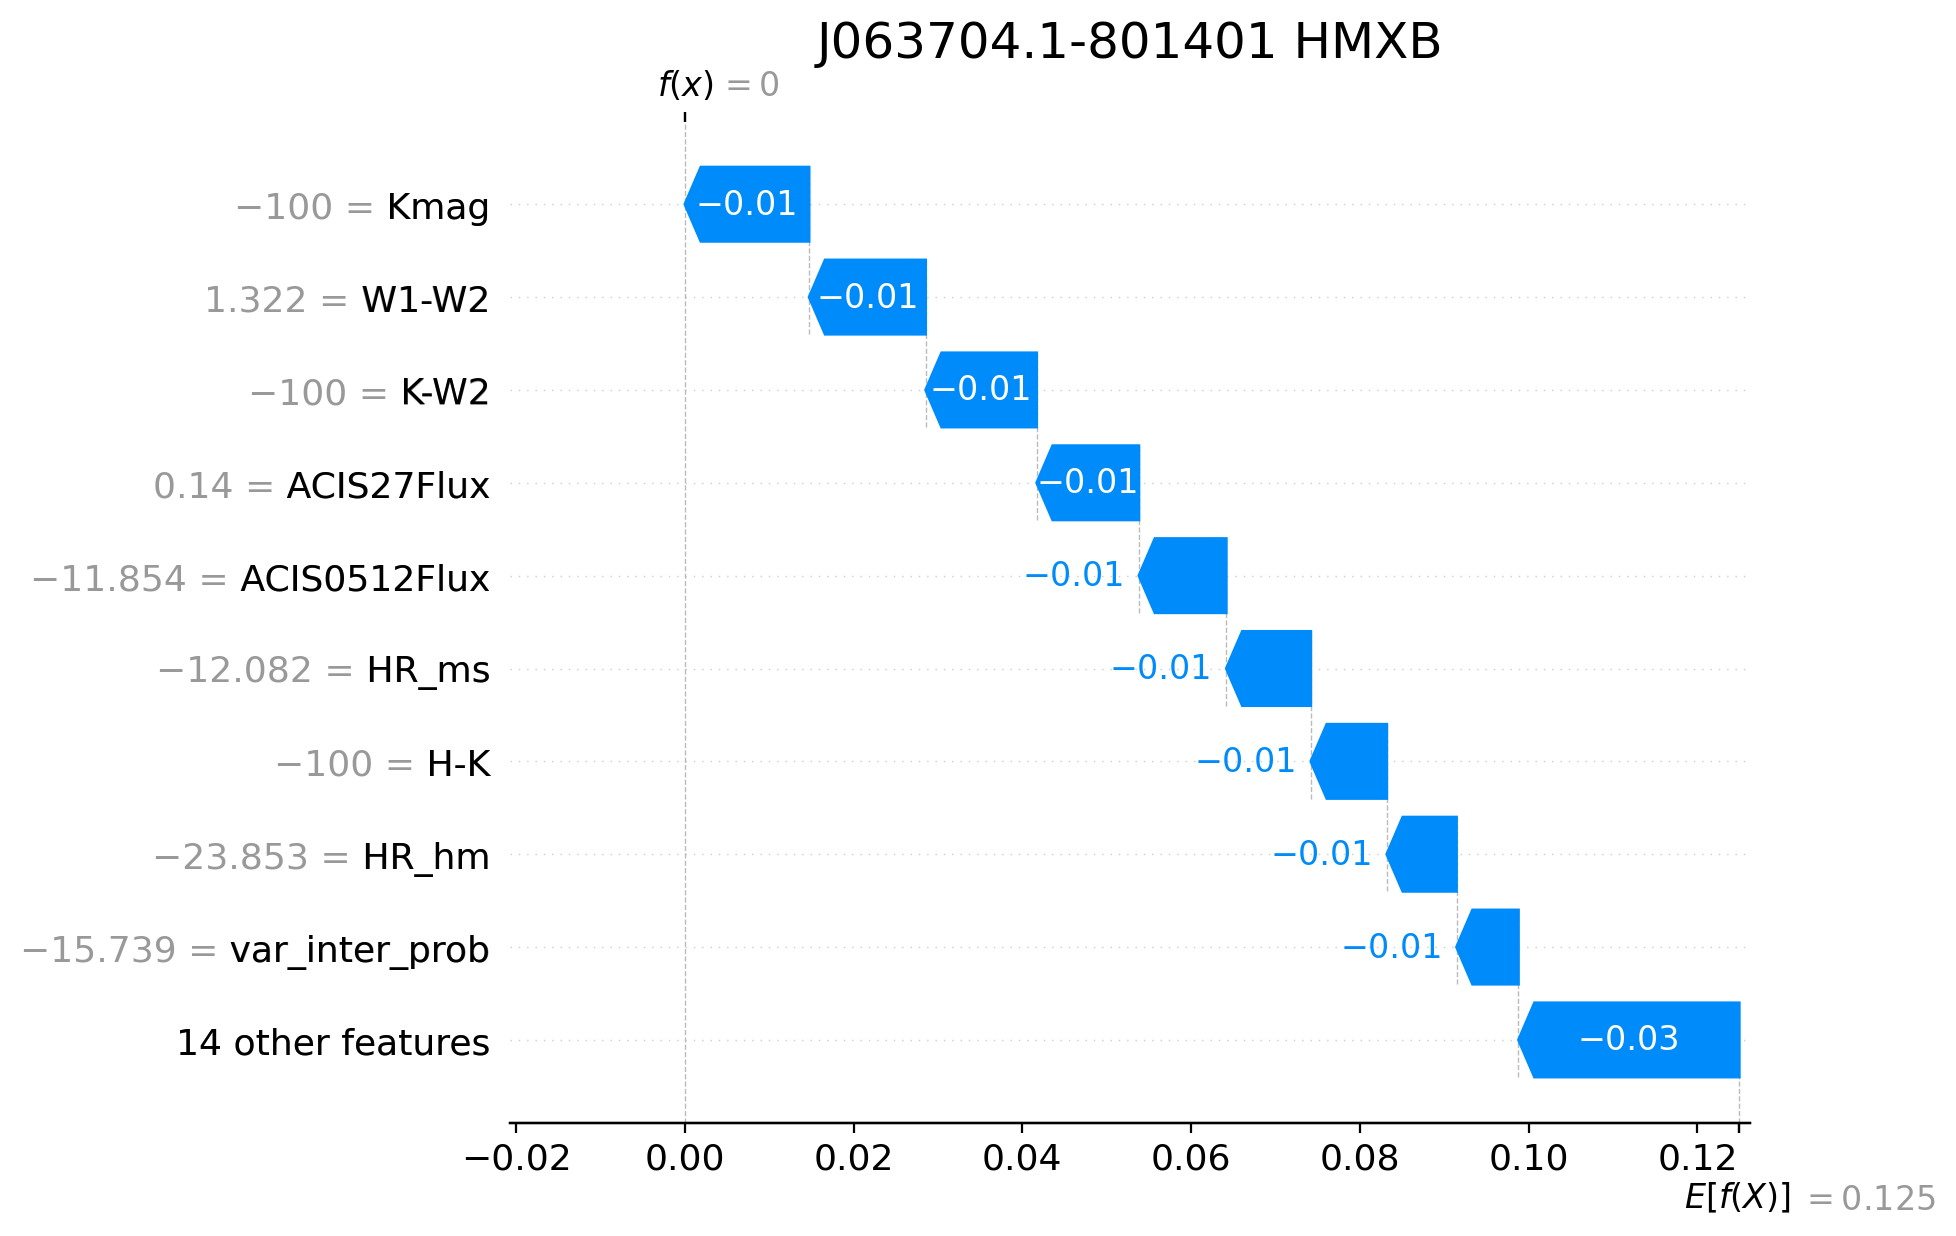 J063704.1-801401 HMXB
f(x) = 0
−100 = Kmag
−0.01
1.322 = W1-W2
−0.01
−100 = K-W2
−0.01
0.14 = ACIS27Flux
−0.01
−11.854 = ACIS0512Flux
−0.01
−12.082 = HR_ms
−0.01
−100 = H-K
−0.01
−23.853 = HR_hm
−0.01
−15.739 = var_inter_prob
−0.01
14 other features
−0.03
−0.02 0.00 0.02 0.04 0.06 0.08 0.10 0.12
E[f(X)] = 0.125